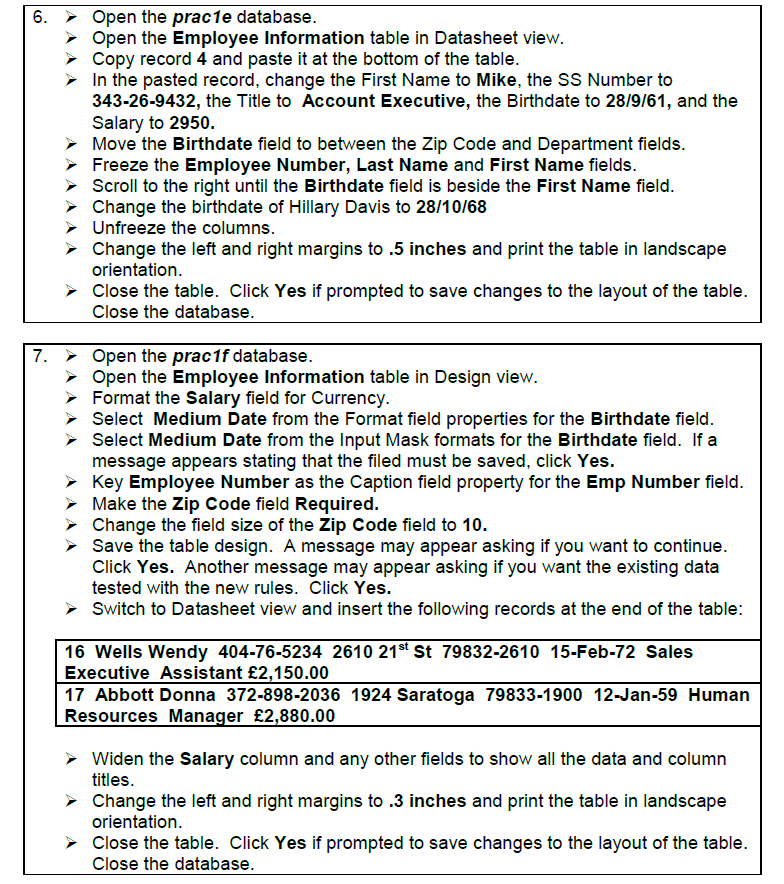 6. ➢ Open the prac1e database.
➢ Open the Employee Information table in Datasheet view.
➢ Copy record 4 and paste it at the bottom of the table.
➢ In the pasted record, change the First Name to Mike, the SS Number to
343-26-9432, the Title to Account Executive, the Birthdate to 28/9/61, and the
Salary to 2950.
➢ Move the Birthdate field to between the Zip Code and Department fields.
➢ Freeze the Employee Number, Last Name and First Name fields.
➢ Scroll to the right until the Birthdate field is beside the First Name field.
➢ Change the birthdate of Hillary Davis to 28/10/68
➢ Unfreeze the columns.
➢ Change the left and right margins to .5 inches and print the table in landscape
orientation.
➢ Close the table. Click Yes if prompted to save changes to the layout of the table.
Close the database.
7. ➢ Open the prac1f database.
➢ Open the Employee Information table in Design view.
➢ Format the Salary field for Currency.
➢ Select Medium Date from the Format field properties for the Birthdate field.
➢ Select Medium Date from the Input Mask formats for the Birthdate field. If a
message appears stating that the filed must be saved, click Yes.
➢ Key Employee Number as the Caption field property for the Emp Number field.
➢ Make the Zip Code field Required.
➢ Change the field size of the Zip Code field to 10.
➢ Save the table design. A message may appear asking if you want to continue.
Click Yes. Another message may appear asking if you want the existing data
tested with the new rules. Click Yes.
➢ Switch to Datasheet view and insert the following records at the end of the table:
16 Wells Wendy 404-76-5234 2610 21st St 79832-2610 15-Feb-72 Sales
Executive Assistant £2,150.00
17 Abbott Donna 372-898-2036 1924 Saratoga 79833-1900 12-Jan-59 Human
Resources Manager £2,880.00
➢ Widen the Salary column and any other fields to show all the data and column
titles.
➢ Change the left and right margins to .3 inches and print the table in landscape
orientation.
➢ Close the table. Click Yes if prompted to save changes to the layout of the table.
Close the database.